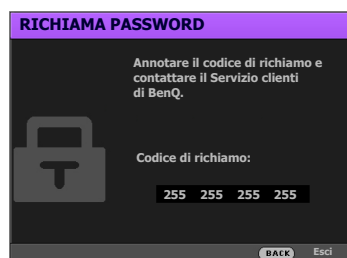 RICHIAMA PASSWORD
Annotare il codice di richiamo e
contattare il Servizio clienti
di BenQ.
Codice di richiamo:
255 255 255 255
BACK Esci